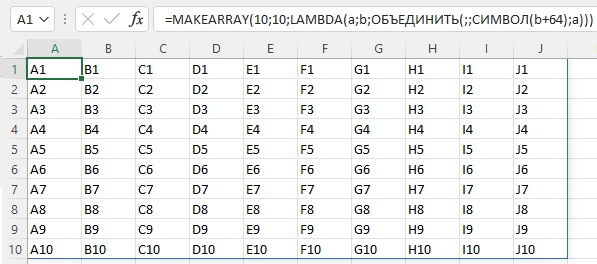 A1 fx =MAKEARRAY(10;10;LAMBDA(a;b;ОБЪЕДИНИТЬ(;;СИМВОЛ(b+64);a)))
A B C D E F G H I J
1 A1 B1 C1 D1 E1 F1 G1 H1 I1 J1
2 A2 B2 C2 D2 E2 F2 G2 H2 I2 J2
3 A3 B3 C3 D3 E3 F3 G3 H3 I3 J3
4 A4 B4 C4 D4 E4 F4 G4 H4 I4 J4
5 A5 B5 C5 D5 E5 F5 G5 H5 I5 J5
6 A6 B6 C6 D6 E6 F6 G6 H6 I6 J6
7 A7 B7 C7 D7 E7 F7 G7 H7 I7 J7
8 A8 B8 C8 D8 E8 F8 G8 H8 I8 J8
9 A9 B9 C9 D9 E9 F9 G9 H9 I9 J9
10 A10 B10 C10 D10 E10 F10 G10 H10 I10 J10